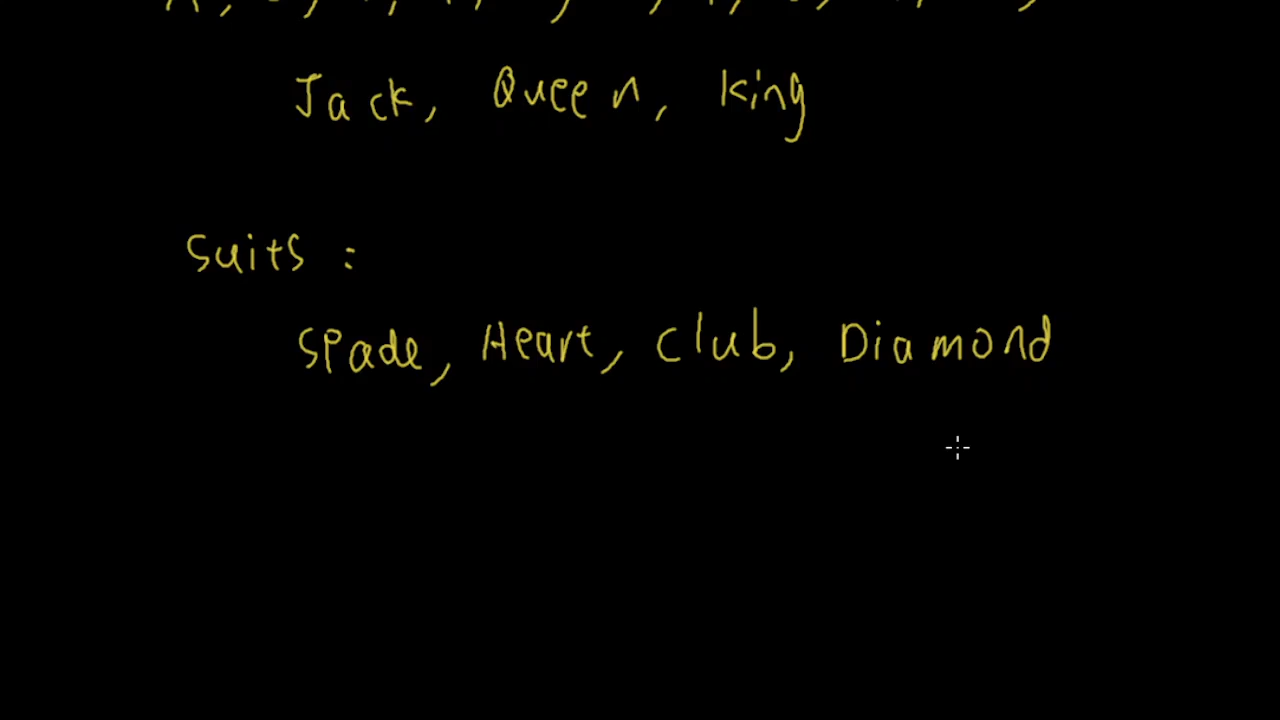 Jack, Queen, King
Suits :
Spade, Heart, Club, Diamond